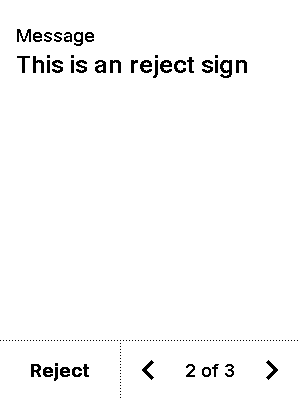 Message
This is an reject sign
Reject
2 of 3